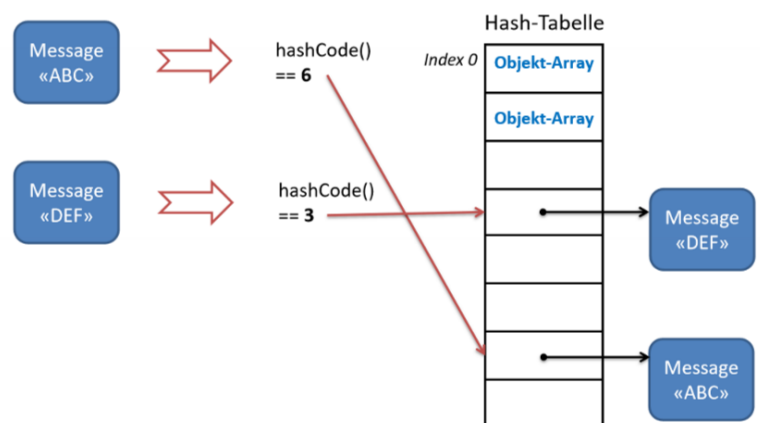 Hash-Tabelle
Message
«ABC»
hashCode()
== 6
Index 0
Objekt-Array
Objekt-Array
Message
«DEF»
hashCode()
== 3
Message
«DEF»
Message
«ABC»